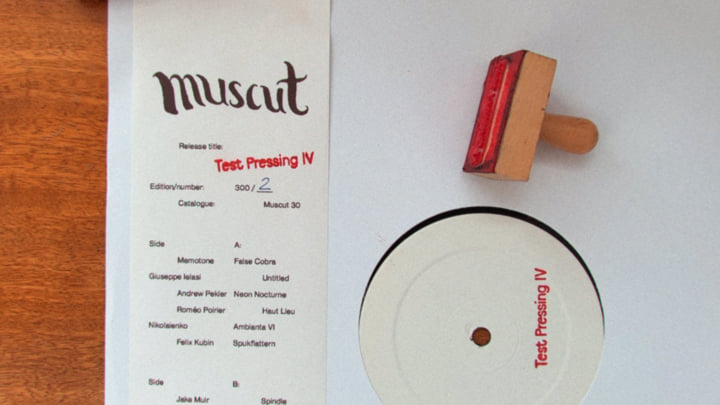 muscut
Release title:
Test Pressing IV
Edition/number: 300 / 2
Catalogue: Muscut 30
Side A:
Memotone False Cobra
Giuseppe Ielasi Untitled
Andrew Pekler Neon Nocturne
Roméo Poirier Haut Lieu
Nikolaienko Ambianta VI
Felix Kubin Spukflattern
Side B:
Jake Muir Spindle
Test Pressing IV